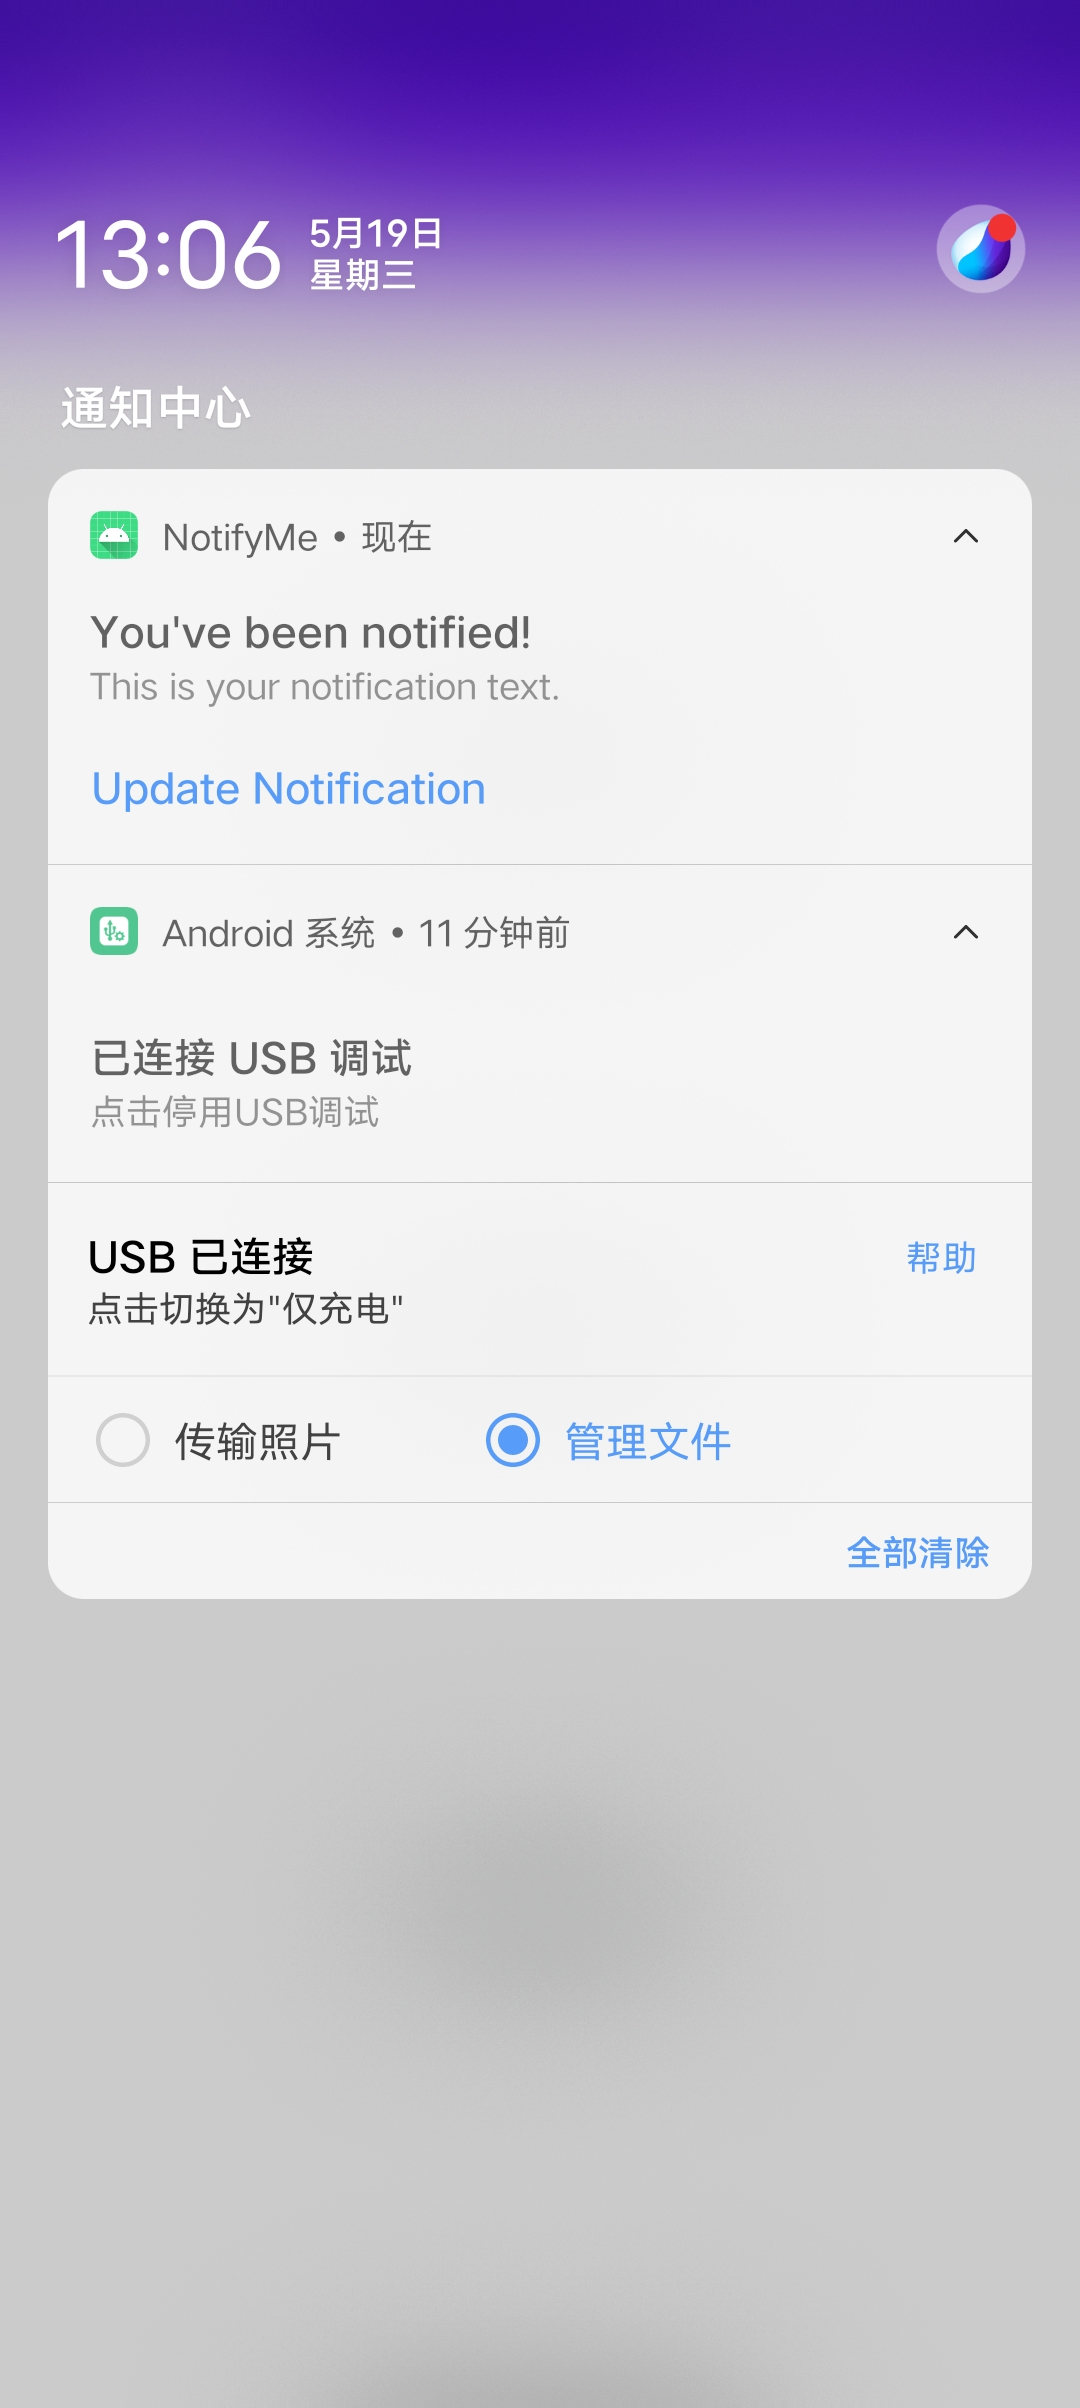 13:06
5月19日
星期三
通知中心
NotifyMe • 现在
You've been notified!
This is your notification text.
Update Notification
Android 系统 • 11 分钟前
已连接 USB 调试
点击停用USB调试
USB 已连接
帮助
点击切换为"仅充电"
传输照片
管理文件
全部清除